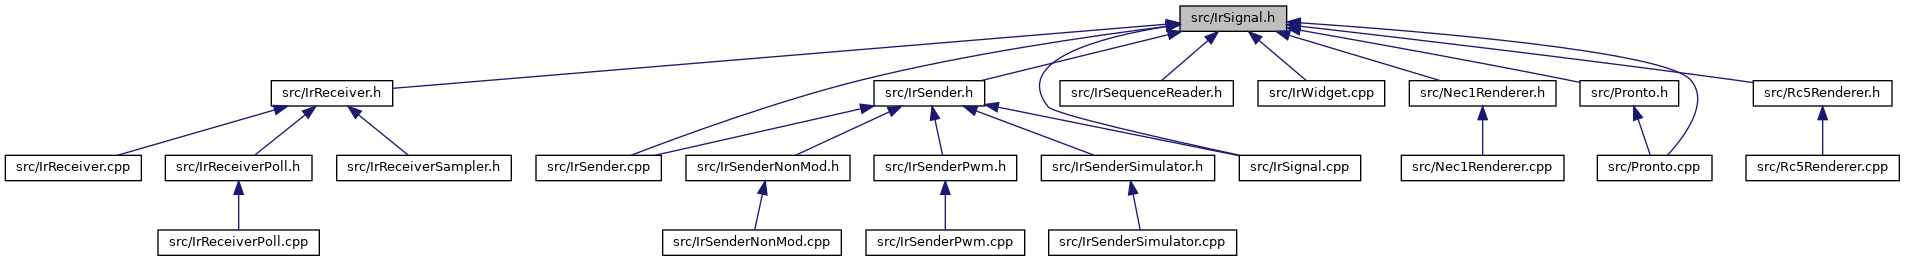 src/IrSignal.h
src/IrReceiver.h
src/IrSender.h
src/IrSequenceReader.h
src/IrWidget.cpp
src/Nec1Renderer.h
src/Pronto.h
src/Rc5Renderer.h
src/IrReceiver.cpp
src/IrReceiverPoll.h
src/IrReceiverSampler.h
src/IrSender.cpp
src/IrSenderNonMod.h
src/IrSenderPwm.h
src/IrSenderSimulator.h
src/IrSignal.cpp
src/Nec1Renderer.cpp
src/Pronto.cpp
src/Rc5Renderer.cpp
src/IrReceiverPoll.cpp
src/IrSenderNonMod.cpp
src/IrSenderPwm.cpp
src/IrSenderSimulator.cpp